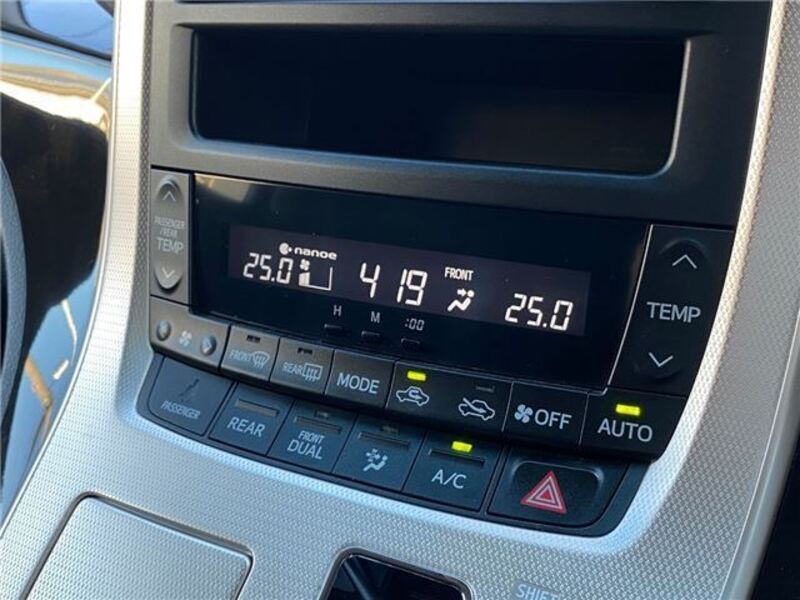 PASSENGER
/REAR
TEMP
nanoe
25.0 4 19 FRONT 25.0
H M :00
TEMP
FRONT REAR MODE OFF AUTO
PASSENGER REAR FRONT DUAL A/C
SHIFT